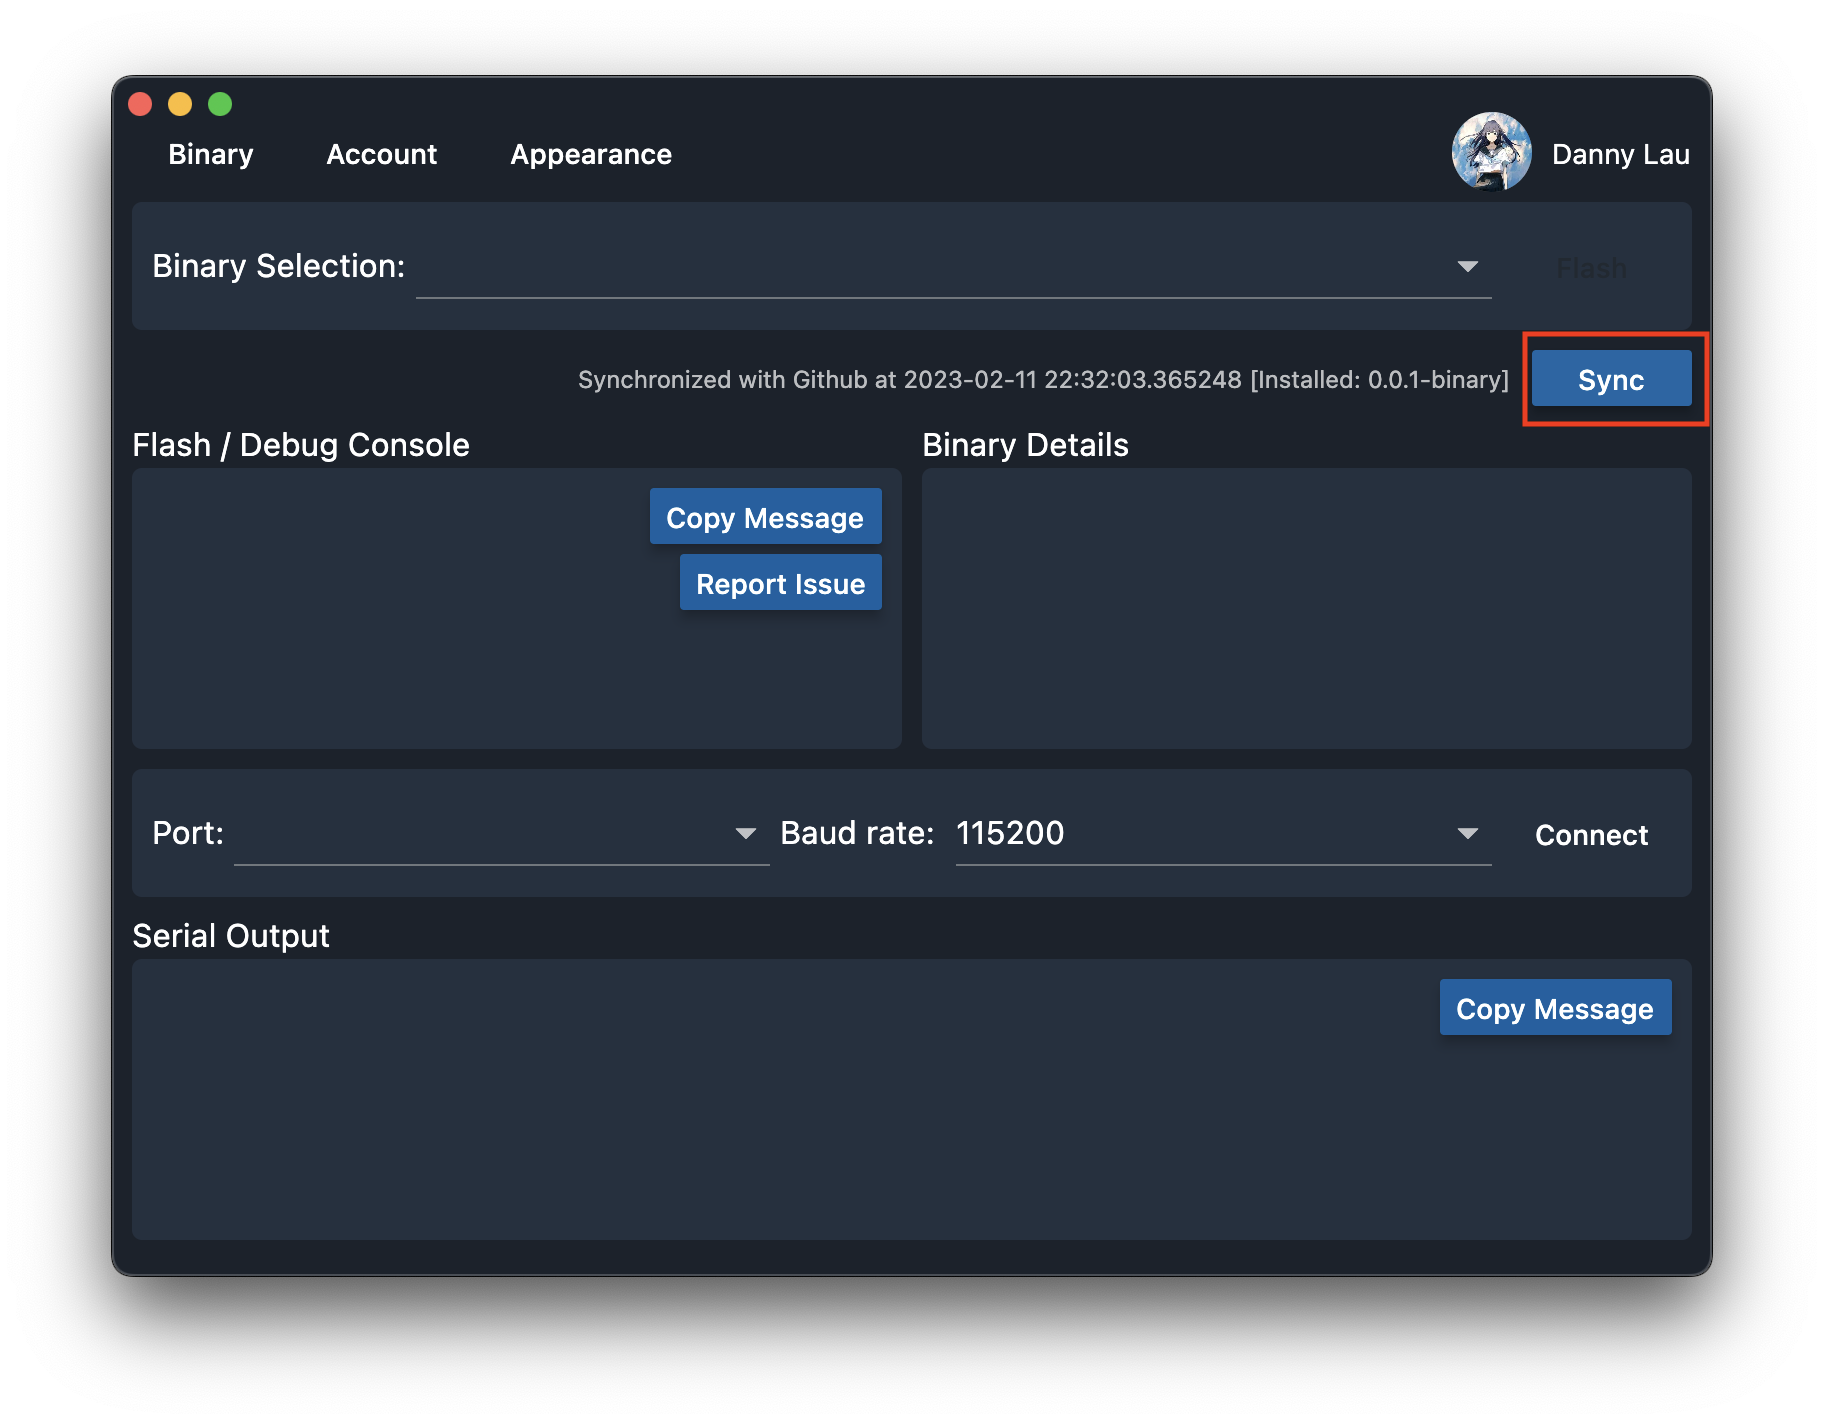 Binary Account Appearance Danny Lau
Binary Selection: Flash
Synchronized with Github at 2023-02-11 22:32:03.365248 [Installed: 0.0.1-binary] Sync
Flash / Debug Console Binary Details
Copy Message
Report Issue
Port: Baud rate: 115200 Connect
Serial Output
Copy Message